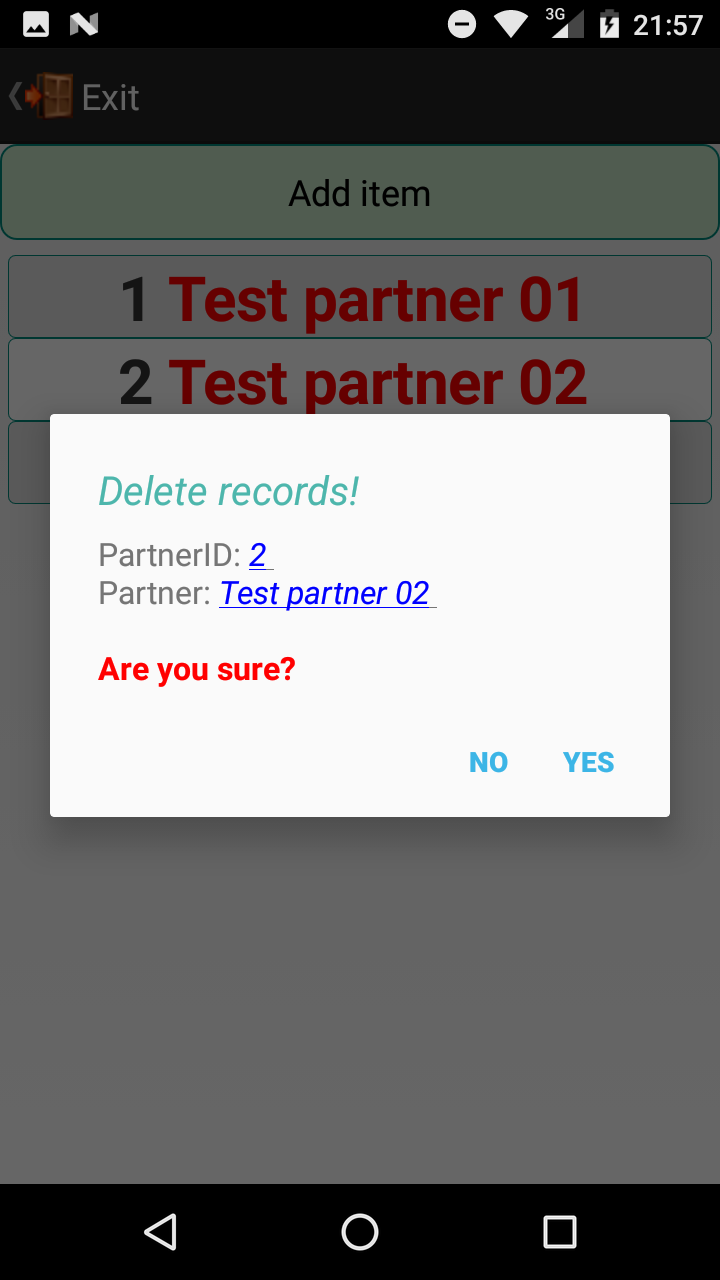 3G 21:57
Exit
Add item
1 Test partner 01
2 Test partner 02
Delete records!
PartnerID: 2
Partner: Test partner 02
Are you sure?
NO YES